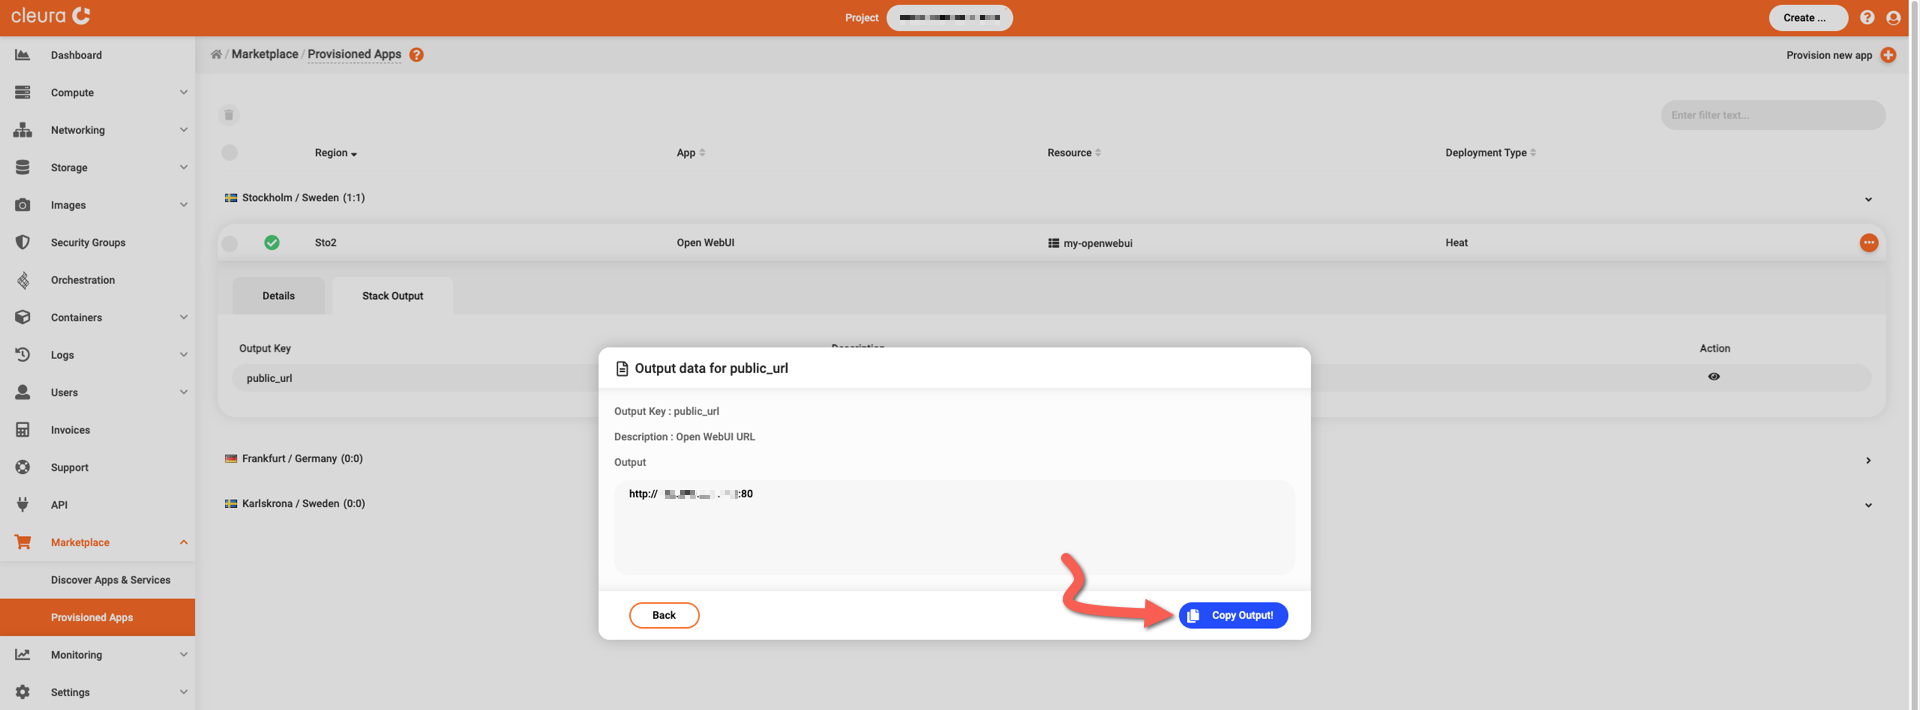 cleura
Project
Create ...
Dashboard
Compute
Networking
Storage
Images
Security Groups
Orchestration
Containers
Logs
Users
Invoices
Support
API
Marketplace
Discover Apps & Services
Provisioned Apps
Monitoring
Settings
/ Marketplace / Provisioned Apps
Provision new app
Enter filter text...
Region App Resource Deployment Type
Stockholm / Sweden (1:1)
Sto2 Open WebUI my-openwebui Heat
Details Stack Output
Output Key Description Action
public_url
Frankfurt / Germany (0:0)
Karlskrona / Sweden (0:0)
Output data for public_url
Output Key : public_url
Description : Open WebUI URL
Output
http:// :80
Back
Copy Output!